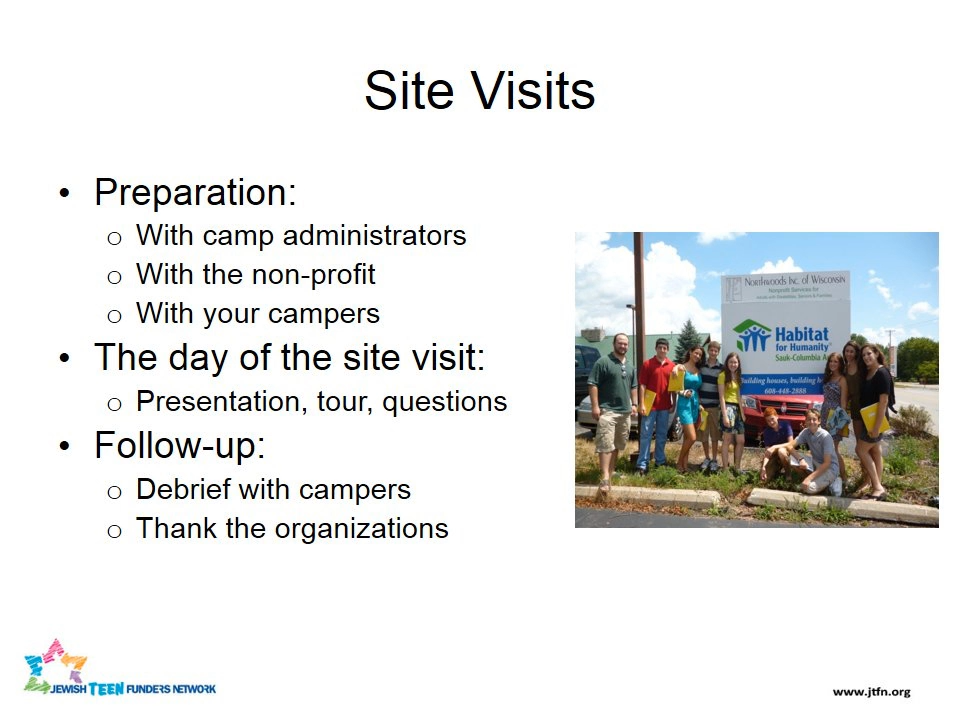 Site Visits
• Preparation:
o With camp administrators
o With the non-profit
o With your campers
• The day of the site visit:
o Presentation, tour, questions
• Follow-up:
o Debrief with campers
o Thank the organizations
Northwoods Inc. of Wisconsin
Nonprofit Services for
Adults with Disabilities, Seniors & Families
Habitat
for Humanity
Sauk-Columbia
Building houses, building
608-448-2888
JEWISH TEEN FUNDERS NETWORK
www.jtfn.org